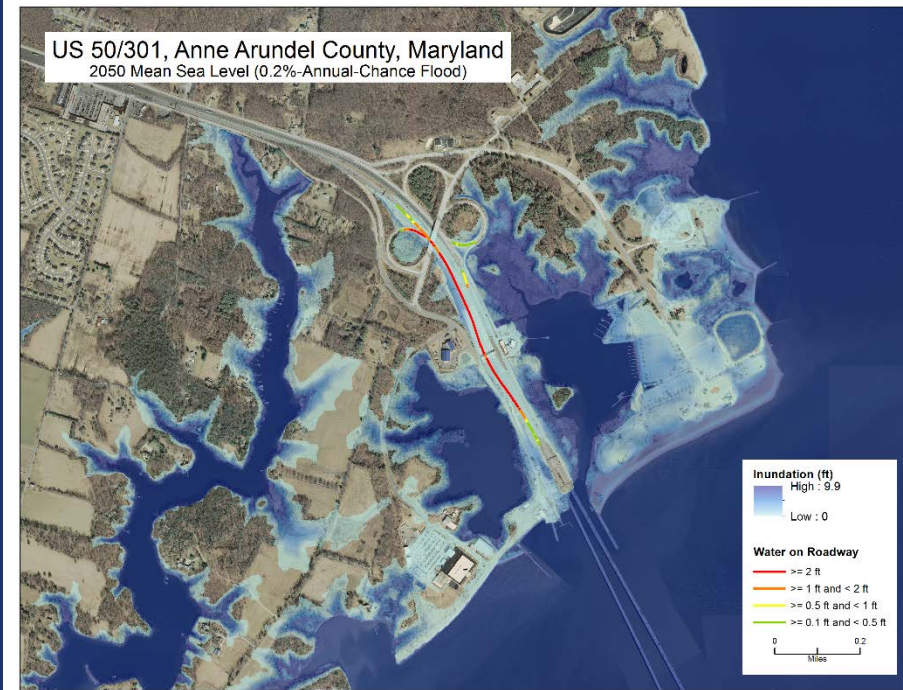 US 50/301, Anne Arundel County, Maryland
2050 Mean Sea Level (0.2%-Annual-Chance Flood)
Inundation (ft)
High : 9.9
Low : 0
Water on Roadway
>= 2 ft
>= 1 ft and < 2 ft
>= 0.5 ft and < 1 ft
>= 0.1 ft and < 0.5 ft
0 0.2
Miles